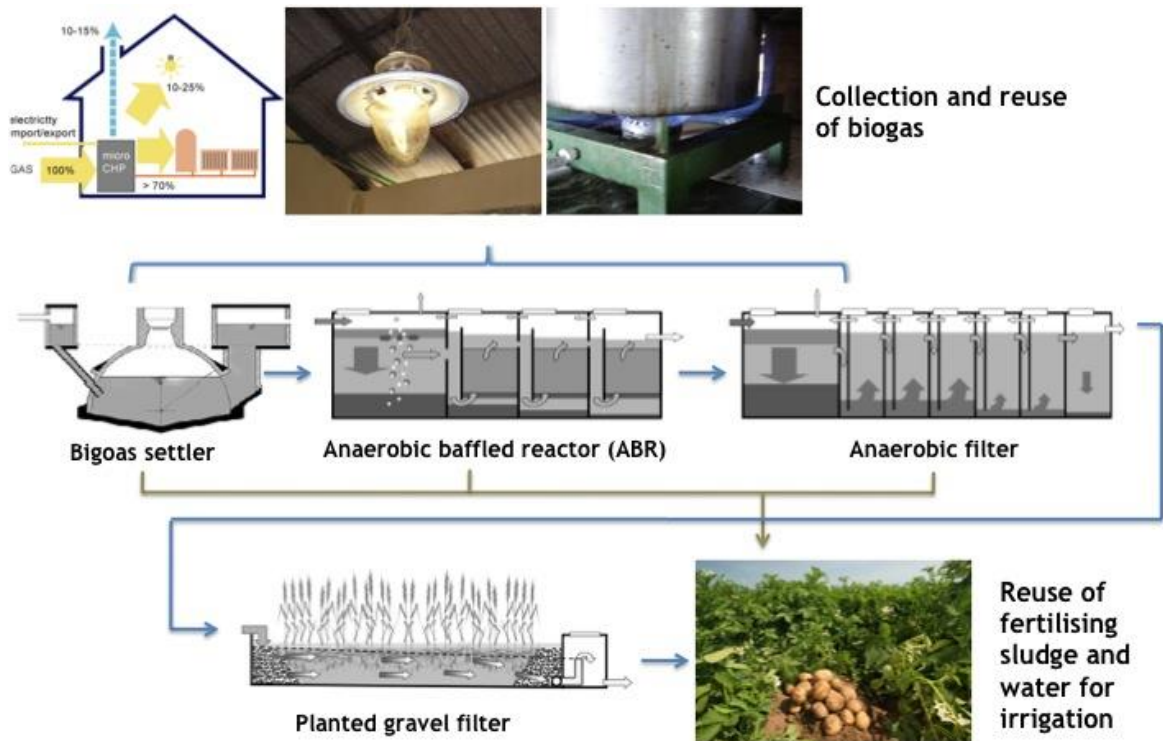 10-15%
10-25%
electricity
mport/export
GAS
100%
micro
CHP
> 70%
Collection and reuse
of biogas
Bigoas settler
Anaerobic baffled reactor (ABR)
Anaerobic filter
Planted gravel filter
Reuse of
fertilising
sludge and
water for
irrigation